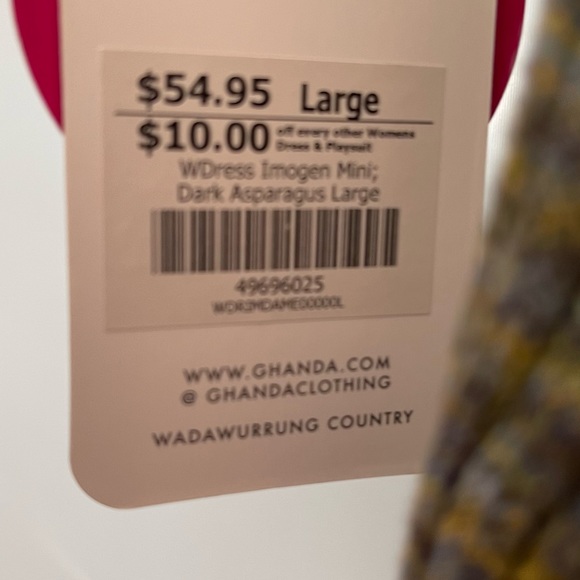 $54.95 Large
$10.00 off every other Womens
Dress & Playsuit
WDress Imogen Mini;
Dark Asparagus Large
49696025
WWW.GHANDA.COM
@ GHANDACLOTHING
WADAWURRUNG COUNTRY